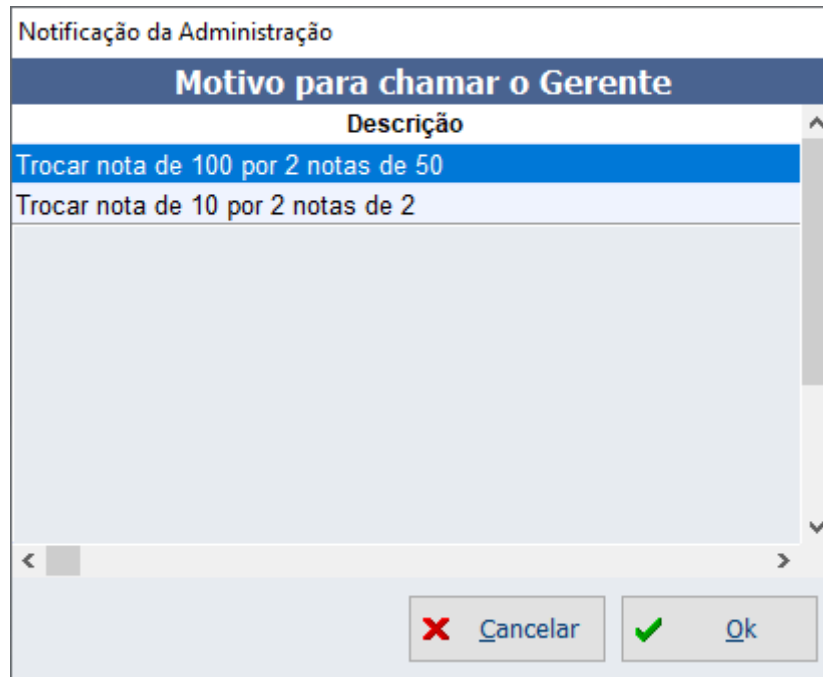 Notificação da Administração
Motivo para chamar o Gerente
Descrição
Trocar nota de 100 por 2 notas de 50
Trocar nota de 10 por 2 notas de 2
Cancelar
Ok